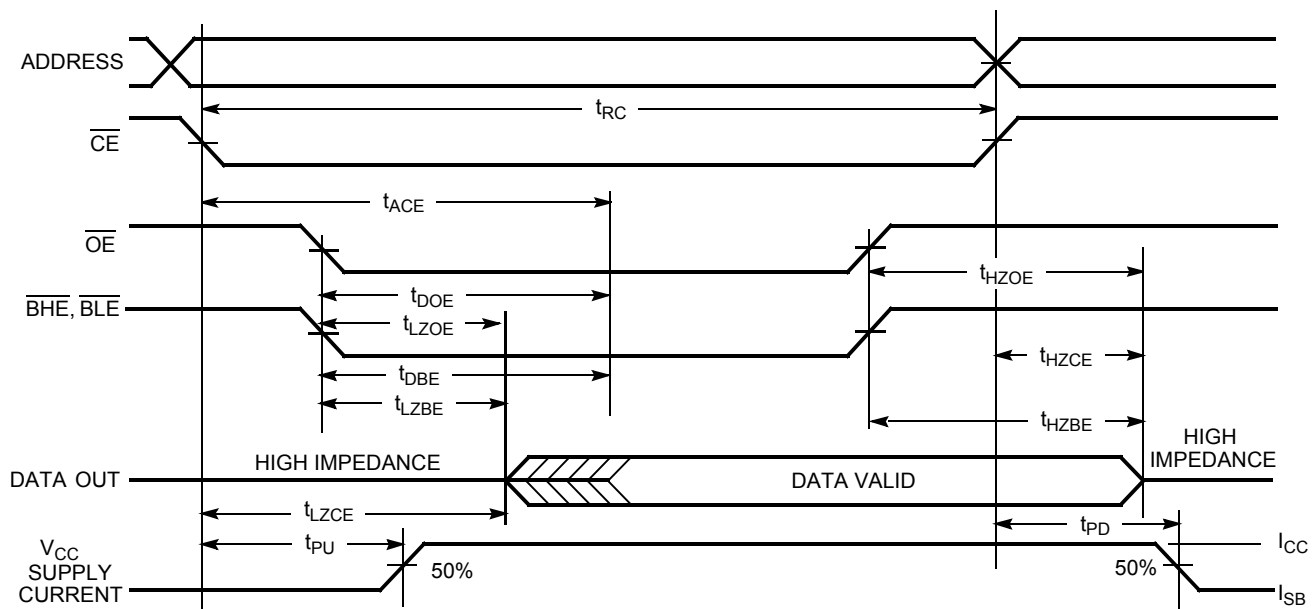 ADDRESS
tRC
CE
tACE
OE
tHZOE
tDOE
BHE, BLE
tLZOE
tHZCE
tDBE
tLZBE
tHZBE
HIGH IMPEDANCE
HIGH
IMPEDANCE
DATA OUT
DATA VALID
tLZCE
tPD
tPU
VCC
SUPPLY
CURRENT
50%
50%
ICC
ISB